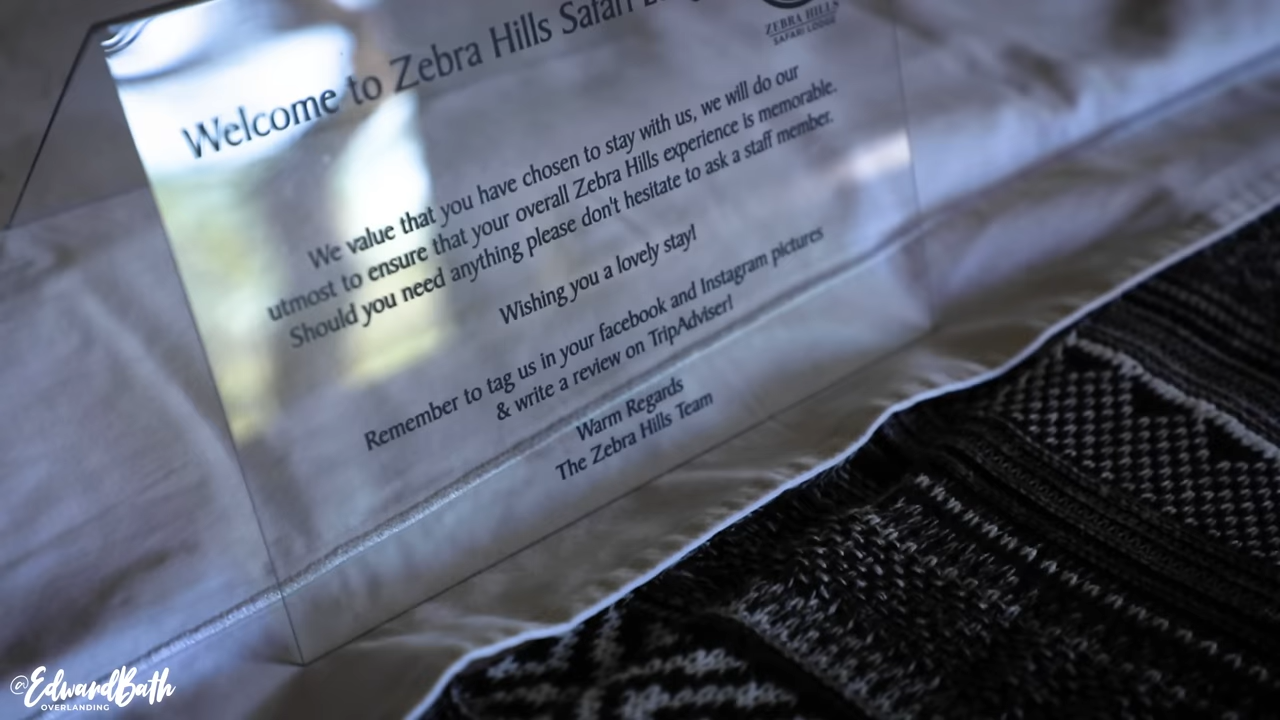 Welcome to Zebra Hills Safari
ZEBRA HILLS
SAFARI LODGE
We value that you have chosen to stay with us, we will do our
utmost to ensure that your overall Zebra Hills experience is memorable.
Should you need anything please don't hesitate to ask a staff member.
Wishing you a lovely stay!
Remember to tag us in your facebook and Instagram pictures
& write a review on TripAdviser!
Warm Regards
The Zebra Hills Team
@EdwardBath
OVERLANDING